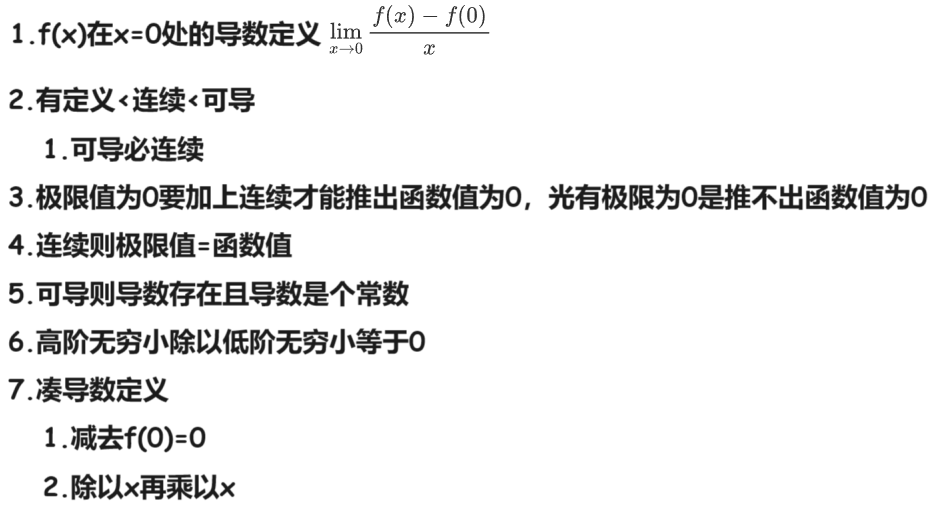 1.f(x)在x=0处的导数定义 $\lim_{x \to 0} \frac{f(x)-f(0)}{x}$
2.有定义<连续<可导
1.可导必连续
3.极限值为0要加上连续才能推出函数值为0，光有极限为0是推不出函数值为0
4.连续则极限值=函数值
5.可导则导数存在且导数是个常数
6.高阶无穷小除以低阶无穷小等于0
7.凑导数定义
1.减去f(0)=0
2.除以x再乘以x